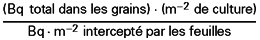 (Bq total dans les grains) · (m⁻² de culture)
Bq · m⁻² intercepté par les feuilles